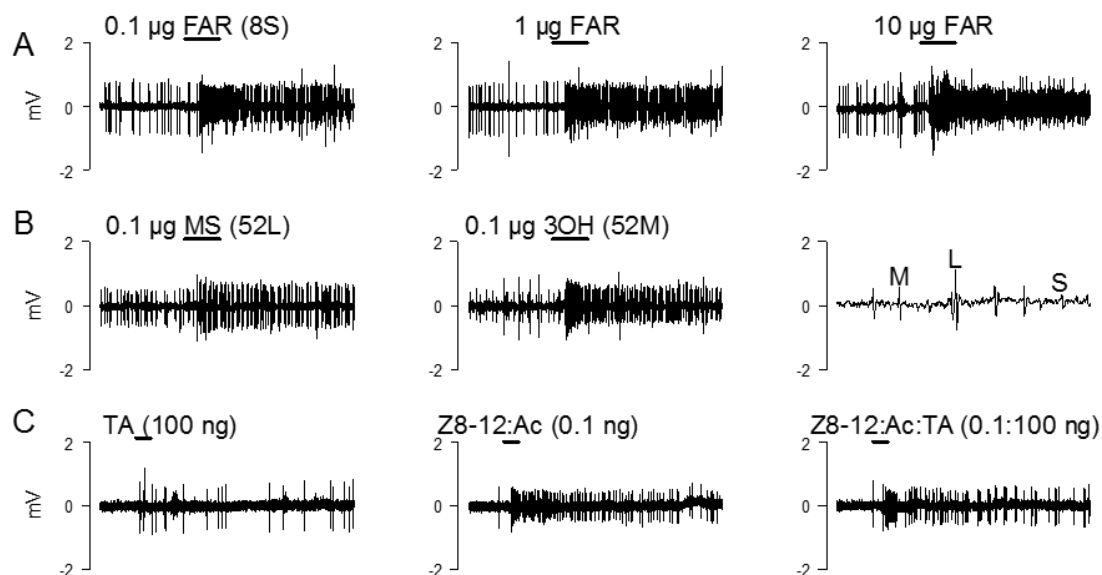 A
0.1 µg FAR (8S)
1 µg FAR
10 µg FAR
2
0
-2
mV
2
0
-2
2
0
-2
B
0.1 µg MS (52L)
0.1 µg 3OH (52M)
2
0
-2
mV
2
0
-2
2
0
-2
M
L
S
C
TA (100 ng)
Z8-12:Ac (0.1 ng)
Z8-12:Ac:TA (0.1:100 ng)
2
0
-2
mV
2
0
-2
2
0
-2